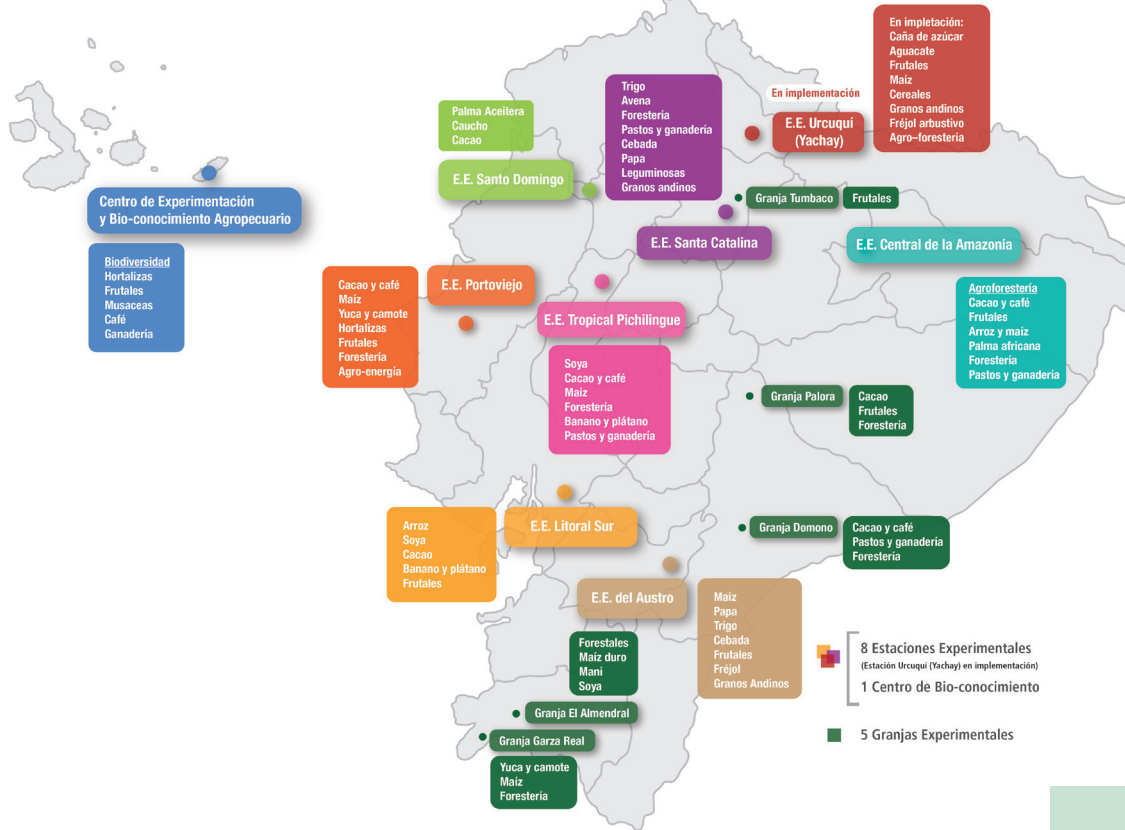 En impletación:
Caña de azúcar
Aguacate
Frutales
Maíz
Cereales
Granos andinos
Fréjol arbustivo
Agro–forestería
En implementación
E.E. Urcuquí
(Yachay)
Trigo
Avena
Forestería
Pastos y ganadería
Cebada
Papa
Leguminosas
Granos andinos
E.E. Santa Catalina
Palma Aceitera
Caucho
Cacao
E.E. Santo Domingo
Granja Tumbaco
Frutales
Centro de Experimentación
y Bio-conocimiento Agropecuario
Biodiversidad
Hortalizas
Frutales
Musaceas
Café
Ganadería
E.E. Central de la Amazonía
Agroforestería
Cacao y café
Frutales
Arroz y maíz
Palma africana
Forestería
Pastos y ganadería
E.E. Portoviejo
Cacao y café
Maíz
Yuca y camote
Hortalizas
Frutales
Forestería
Agro-energía
E.E. Tropical Pichilingue
Soya
Cacao y café
Maíz
Forestería
Banano y plátano
Pastos y ganadería
Granja Palora
Cacao
Frutales
Forestería
E.E. Litoral Sur
Arroz
Soya
Cacao
Banano y plátano
Frutales
Granja Domono
Cacao y café
Pastos y ganadería
Forestería
E.E. del Austro
Maíz
Papa
Trigo
Cebada
Frutales
Fréjol
Granos Andinos
Forestales
Maíz duro
Maní
Soya
Granja El Almendral
Granja Garza Real
Yuca y camote
Maíz
Forestería
8 Estaciones Experimentales
(Estación Urcuquí (Yachay) en implementación)
1 Centro de Bio-conocimiento
5 Granjas Experimentales